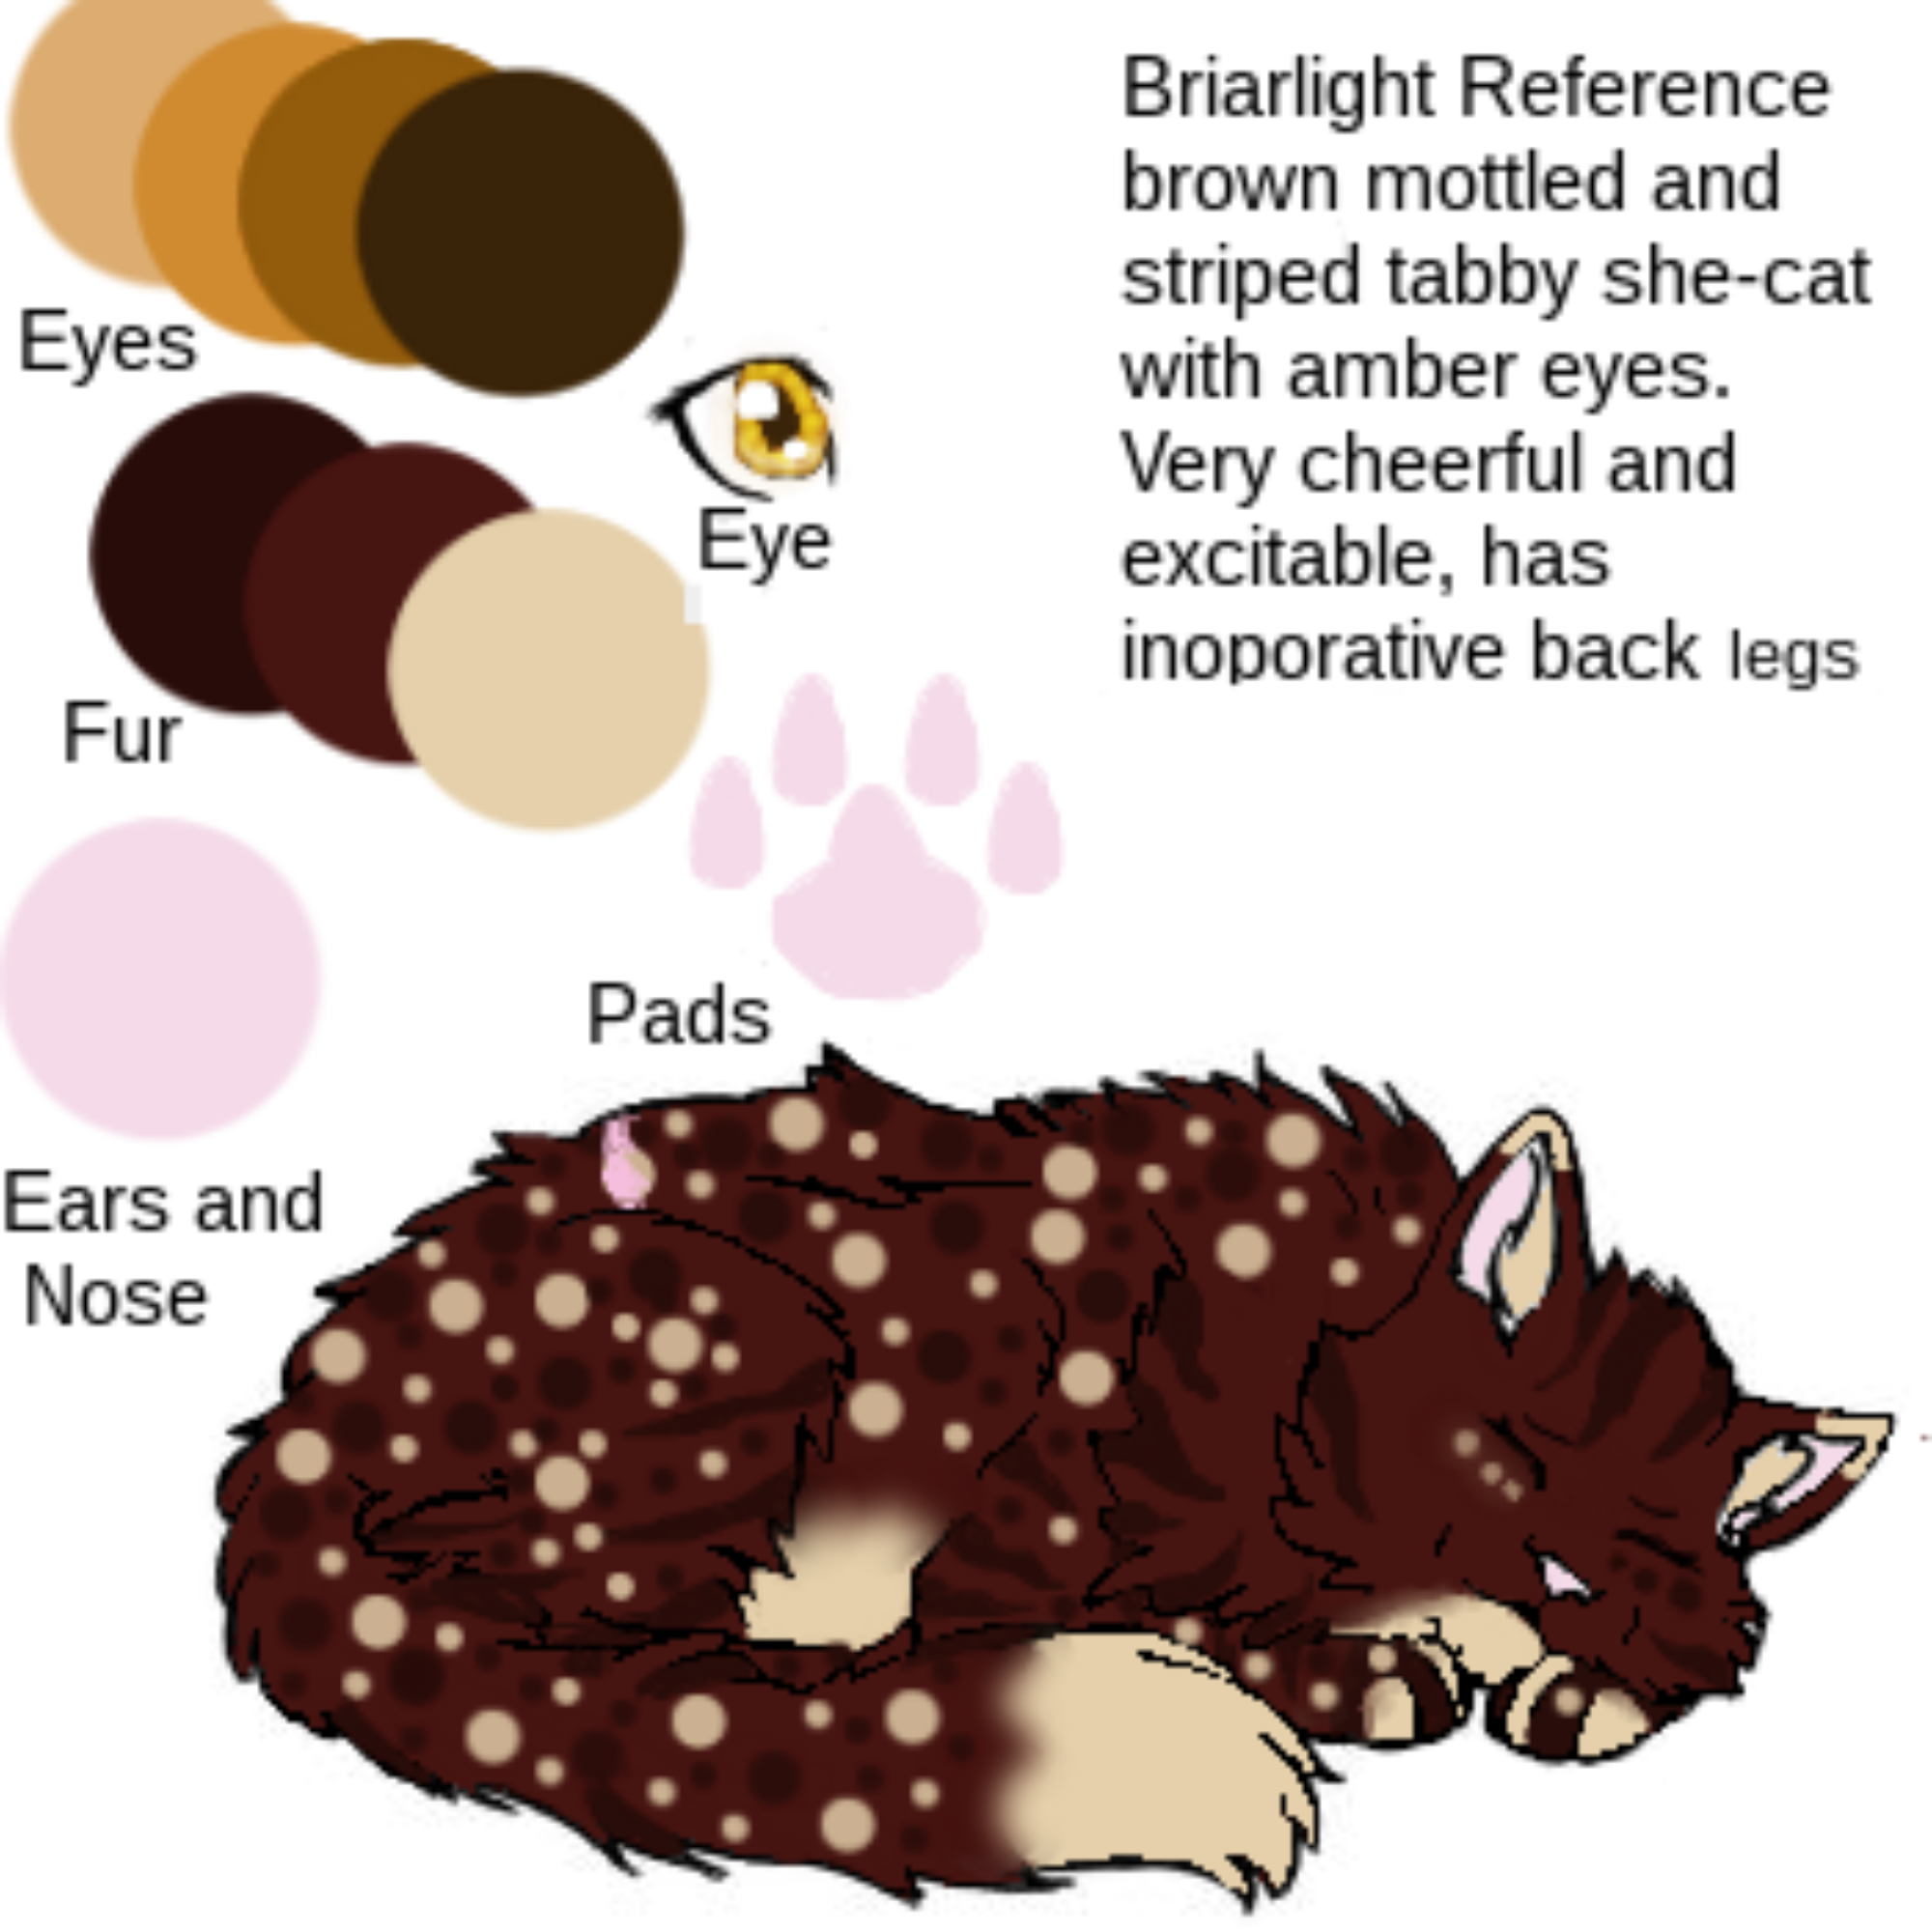 Briarlight Reference
brown mottled and
striped tabby she-cat
with amber eyes.
Very cheerful and
excitable, has
inoporative back legs
Eyes
Eye
Fur
Pads
Ears and
Nose